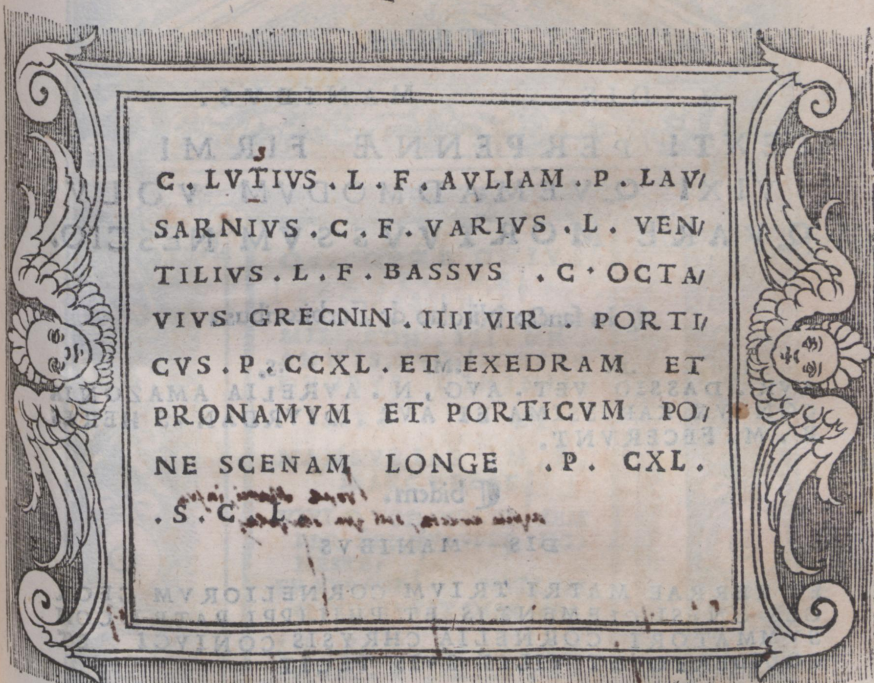 C . LVTIVS . L . F . AVLIAM . P . LAV/
SARNIVS . C . F . VARIVS . L . VEN/
TILIVS . L . F . BASSVS . C · OCTA/
VIVS GRECNIN . IIII VIR . PORTI/
CVS . P . CCXL . ET EXEDRAM ET
PRONAMVM ET PORTICVM PO/
NE SCENAM LONGE . P . CXL .
. S . C . L